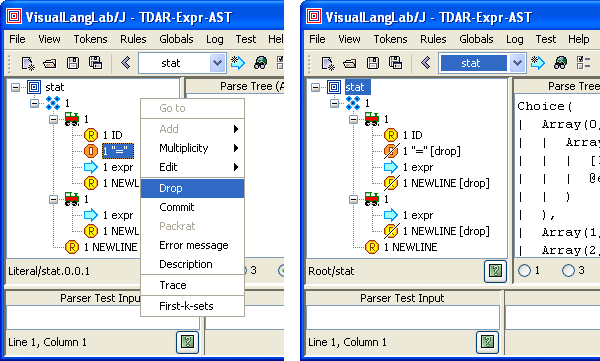 VisualLangLab/J - TDAR-Expr-AST
File View Tokens Rules Globals Log Test Help
stat
stat
Parse Tree (A
1
1
R 1 ID
1 "="
1 expr
R 1 NEWLINE
1
1 expr
R 1 NEWLINE
R 1 NEWLINE
Go to
Add
Multiplicity
Edit
Drop
Commit
Packrat
Error message
Description
Trace
First-k-sets
Literal/stat.0.0.1
3
Parser Test Input
Line 1, Column 1
VisualLangLab/J - TDAR-Expr-AST
File View Tokens Rules Globals Log Test Help
stat
stat
Parse Tree
1
1
R 1 ID
1 "=" [drop]
1 expr
R 1 NEWLINE [drop]
1
1 expr
R 1 NEWLINE [drop]
R 1 NEWLINE
Choice(
| Array(0,
| | Arra
| | | [
| | | @e
| | )
| ),
| Array(1,
| Array(2,
Root/stat
1 3
Parser Test Input
Line 1, Column 1